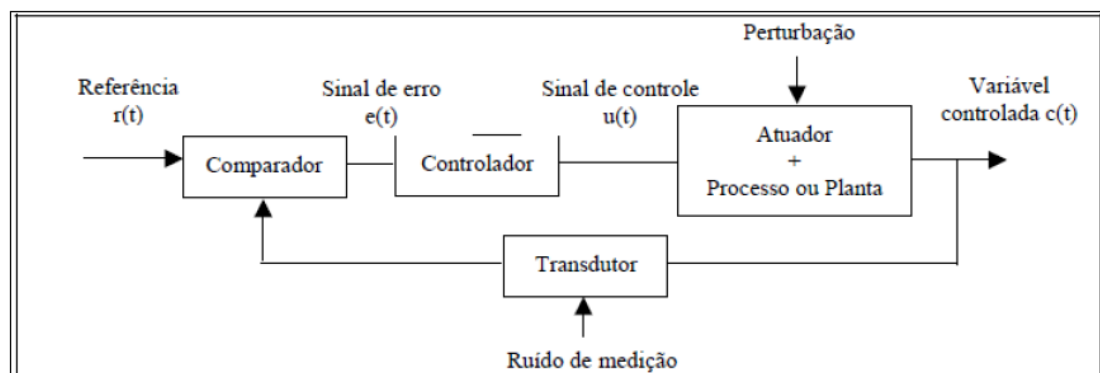 Perturbação
Referência
r(t)
Sinal de erro
e(t)
Sinal de controle
u(t)
Variável
controlada c(t)
Comparador
Controlador
Atuador
+
Processo ou Planta
Transdutor
Ruído de medição